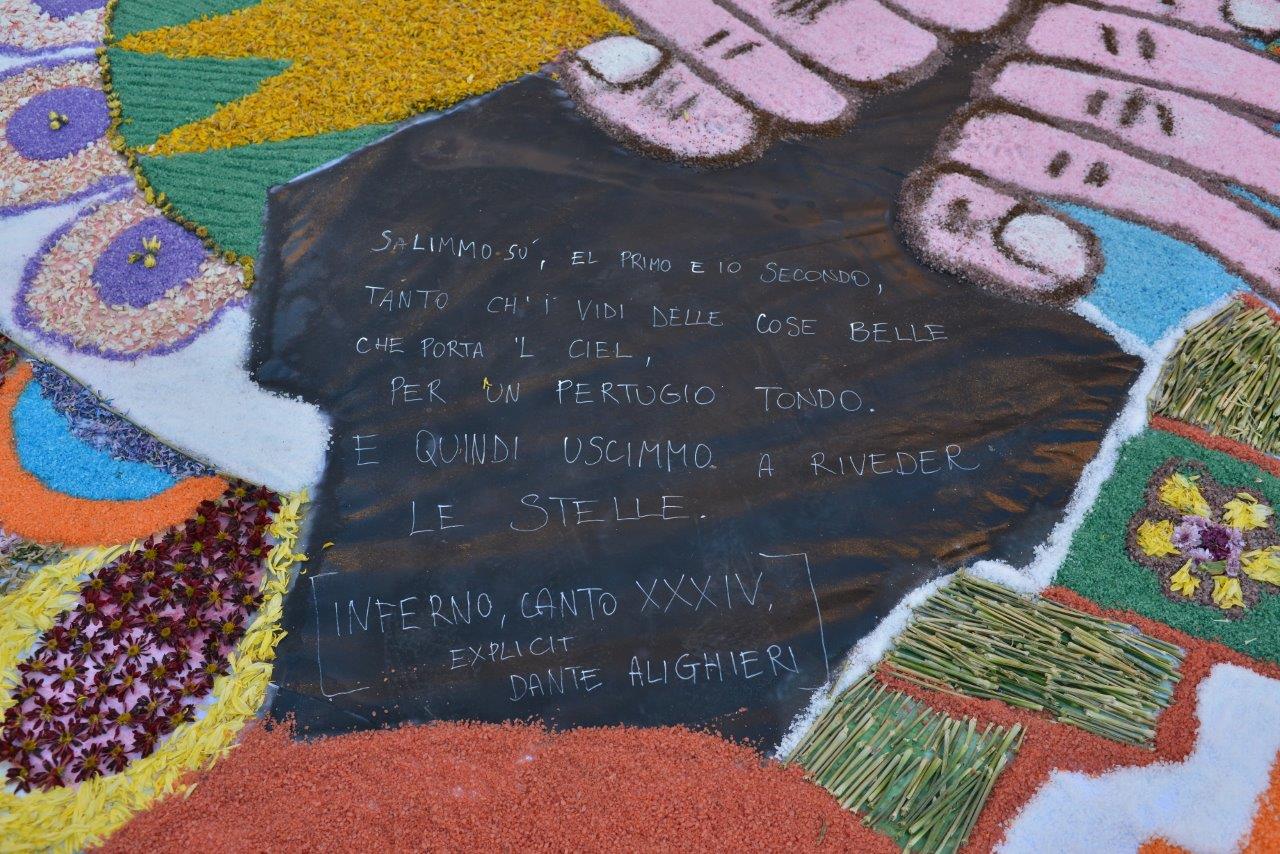 SALIMMO SU', EL PRIMO E IO SECONDO,
TANTO CH'I VIDI DELLE COSE BELLE
CHE PORTA 'L CIEL,
PER UN PERTUGIO TONDO.
E QUINDI USCIMMO A RIVEDER
LE STELLE.
[INFERNO, CANTO XXXIV,
EXPLICIT
DANTE ALIGHIERI]